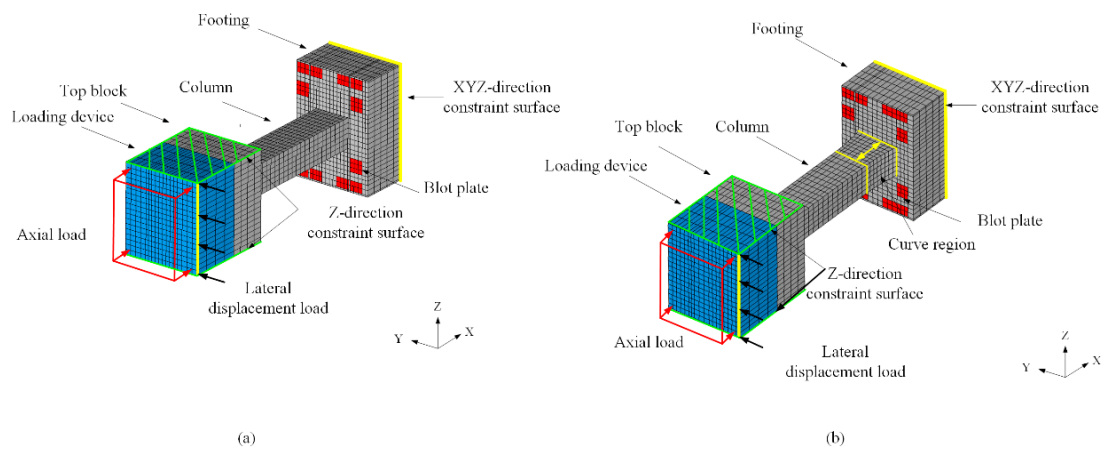 Footing
XYZ-direction
constraint surface
Column
Top block
Loading device
Blot plate
Z-direction
constraint surface
Axial load
Lateral
displacement load
Z
Y
X
(a)
Footing
XYZ-direction
constraint surface
Column
Top block
Loading device
Blot plate
Curve region
Z-direction
constraint surface
Axial load
Lateral
displacement load
Z
Y
X
(b)